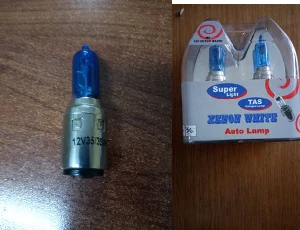 12V35/35W
Super
Light
TAS
XENON WHITE
Auto Lamp